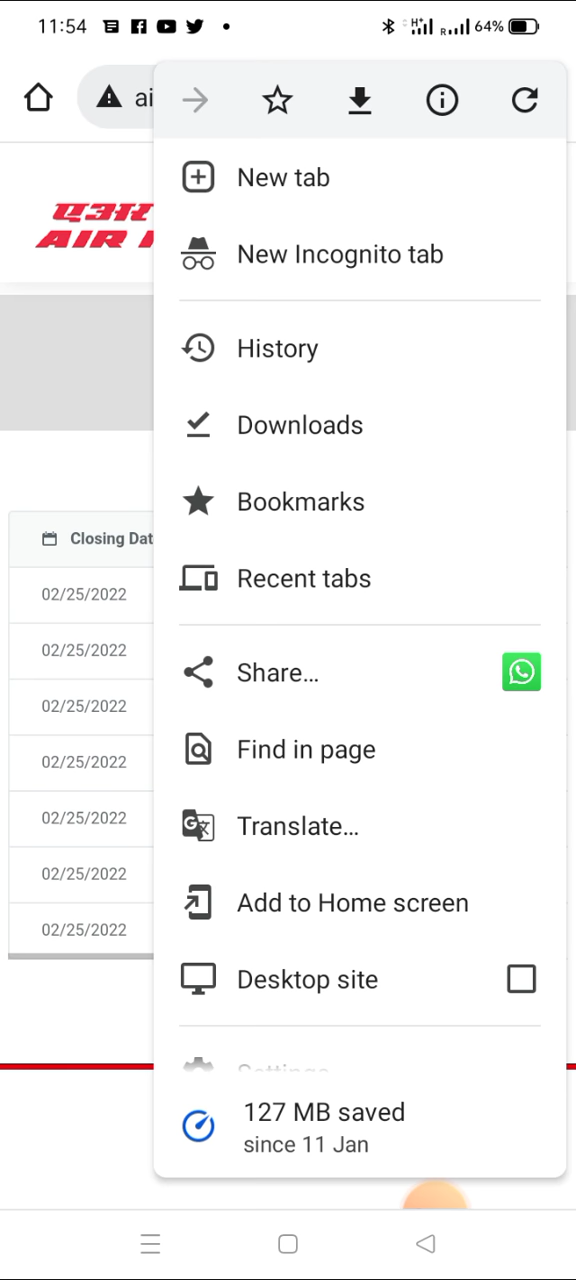 11:54
H+
R
64%
ai
एअर
AIR
New tab
New Incognito tab
History
Downloads
Bookmarks
Recent tabs
Share...
Find in page
Translate...
Add to Home screen
Desktop site
Settings
127 MB saved
since 11 Jan
Closing Dat
02/25/2022
02/25/2022
02/25/2022
02/25/2022
02/25/2022
02/25/2022
02/25/2022